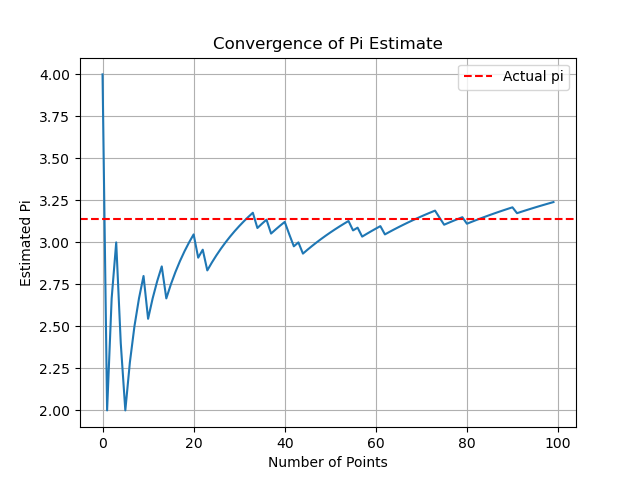 Convergence of Pi Estimate
Actual pi
4.00
3.75
3.50
3.25
3.00
2.75
2.50
2.25
2.00
Estimated Pi
0 20 40 60 80 100
Number of Points